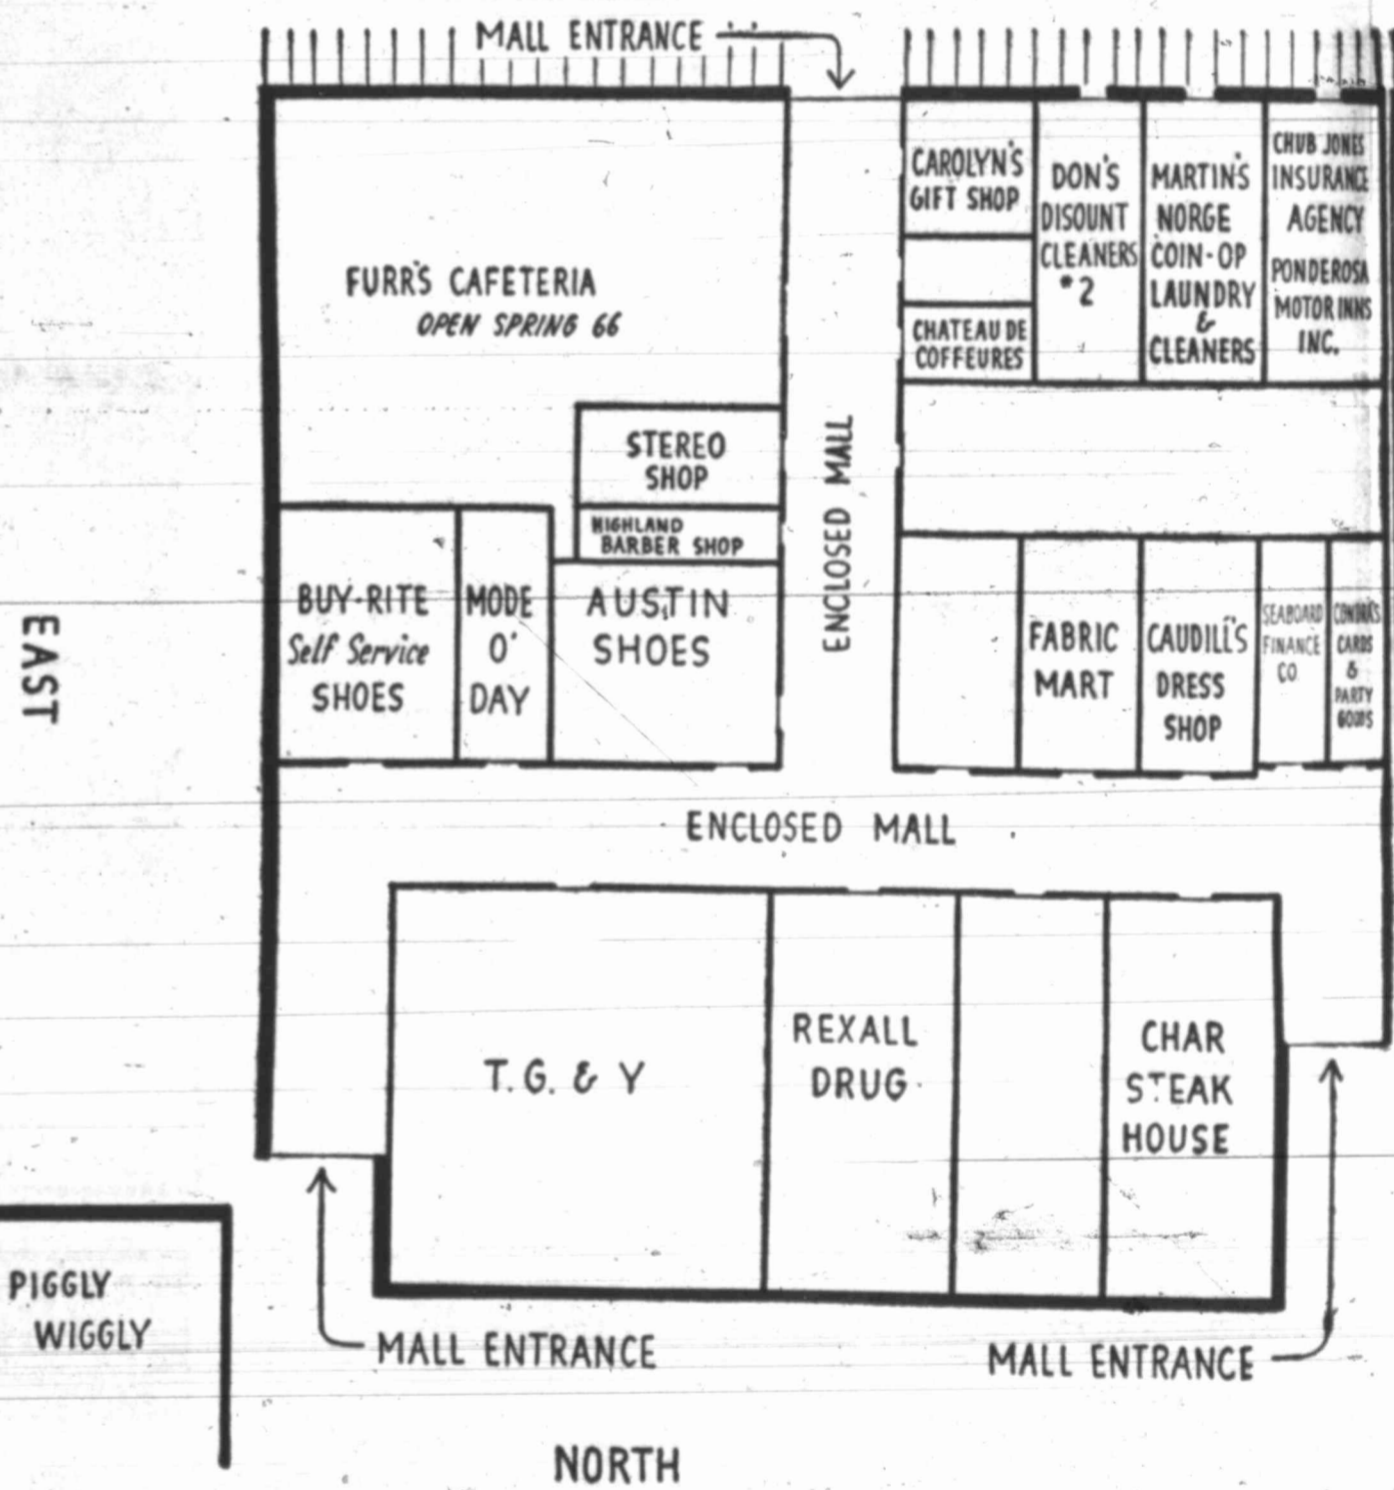 MALL ENTRANCE
CAROLYN'S
GIFT SHOP
DON'S
DISOUNT
CLEANERS
#2
MARTIN'S
NORGE
COIN-OP
LAUNDRY
&
CLEANERS
CHUB JONES
INSURANCE
AGENCY
PONDEROSA
MOTOR INNS
INC.
FURR'S CAFETERIA
OPEN SPRING 66
CHATEAU DE
COFFEURES
STEREO
SHOP
HIGHLAND
BARBER SHOP
ENCLOSED MALL
EAST
BUY-RITE
Self Service
SHOES
MODE
O'
DAY
AUSTIN
SHOES
FABRIC
MART
CAUDILL'S
DRESS
SHOP
SEABOARD
FINANCE
CO
CARDS
&
PARTY
GOODS
ENCLOSED MALL
T. G. & Y
REXALL
DRUG
CHAR
STEAK
HOUSE
PIGGLY
WIGGLY
MALL ENTRANCE
MALL ENTRANCE
NORTH